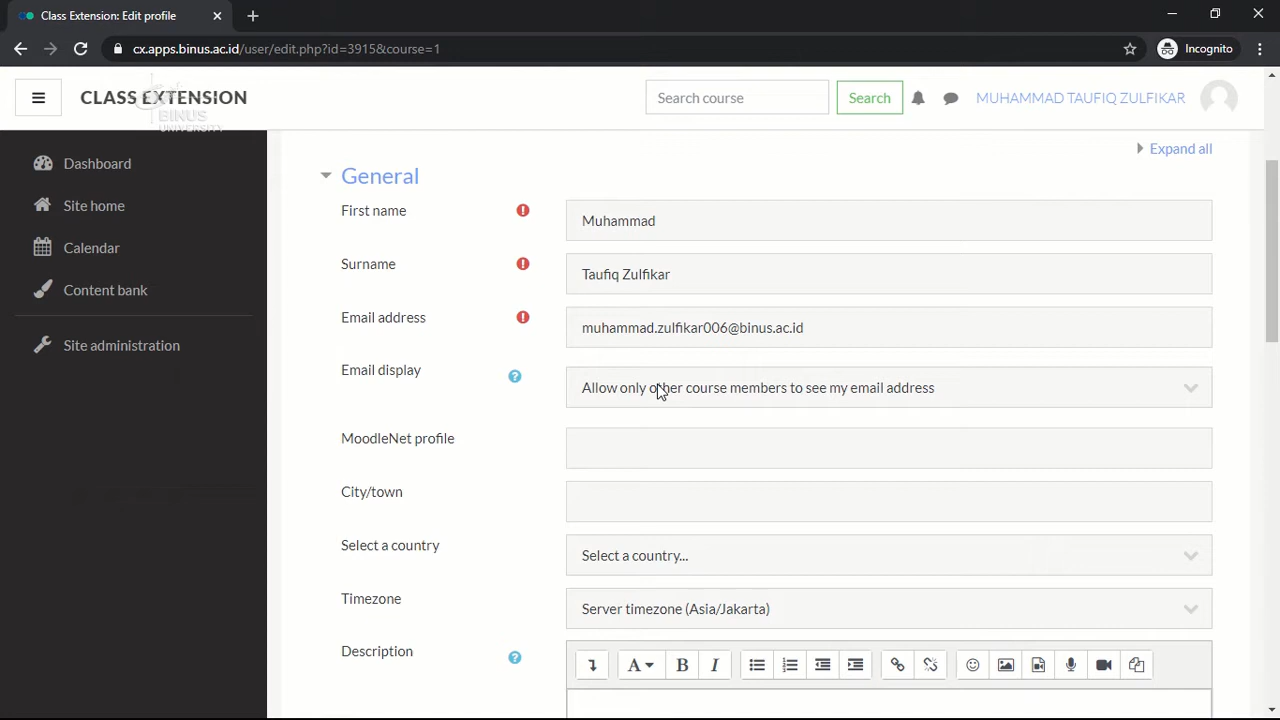 Class Extension: Edit profile
cx.apps.binus.ac.id/user/edit.php?id=3915&course=1
Incognito
CLASS EXTENSION
BINUS
UNIVERSITY
Search course
Search
MUHAMMAD TAUFIQ ZULFIKAR
Dashboard
Site home
Calendar
Content bank
Site administration
Expand all
General
First name
Muhammad
Surname
Taufiq Zulfikar
Email address
muhammad.zulfikar006@binus.ac.id
Email display
Allow only other course members to see my email address
MoodleNet profile
City/town
Select a country
Select a country...
Timezone
Server timezone (Asia/Jakarta)
Description
A
B
I